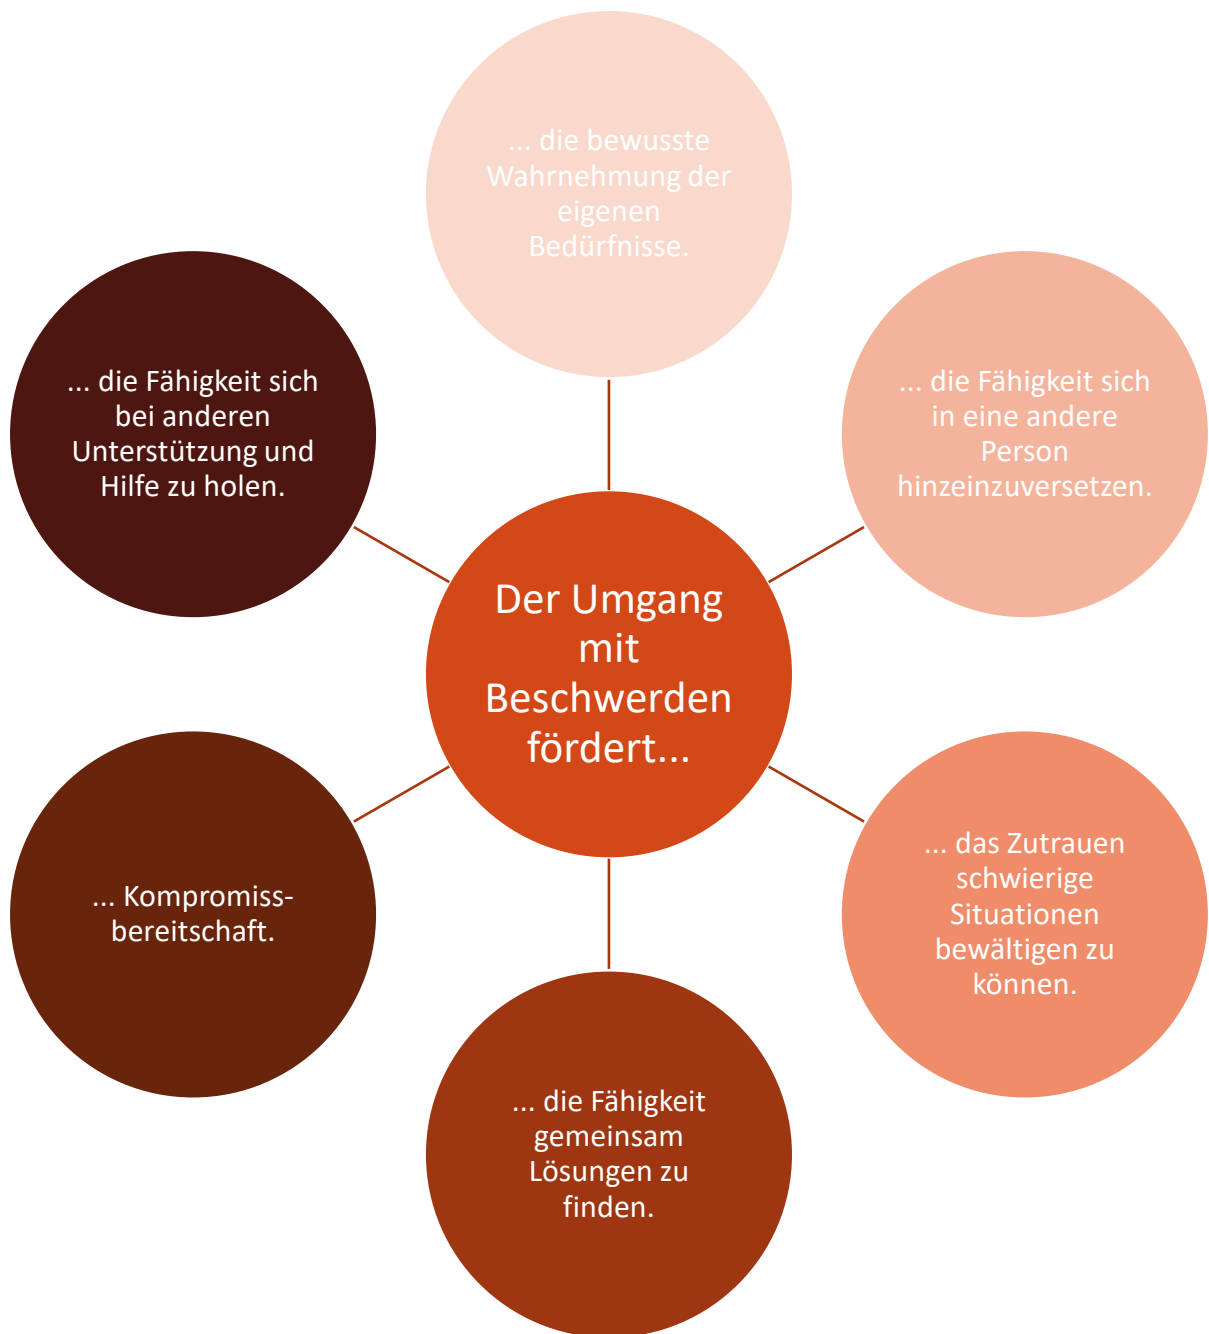 ... die bewusste
Wahrnehmung der
eigenen
Bedürfnisse.
... die Fähigkeit sich
bei anderen
Unterstützung und
Hilfe zu holen.
... die Fähigkeit sich
in eine andere
Person
hinzeinzuversetzen.
Der Umgang
mit
Beschwerden
fördert...
... Kompromiss-
bereitschaft.
... das Zutrauen
schwierige
Situationen
bewältigen zu
können.
... die Fähigkeit
gemeinsam
Lösungen zu
finden.